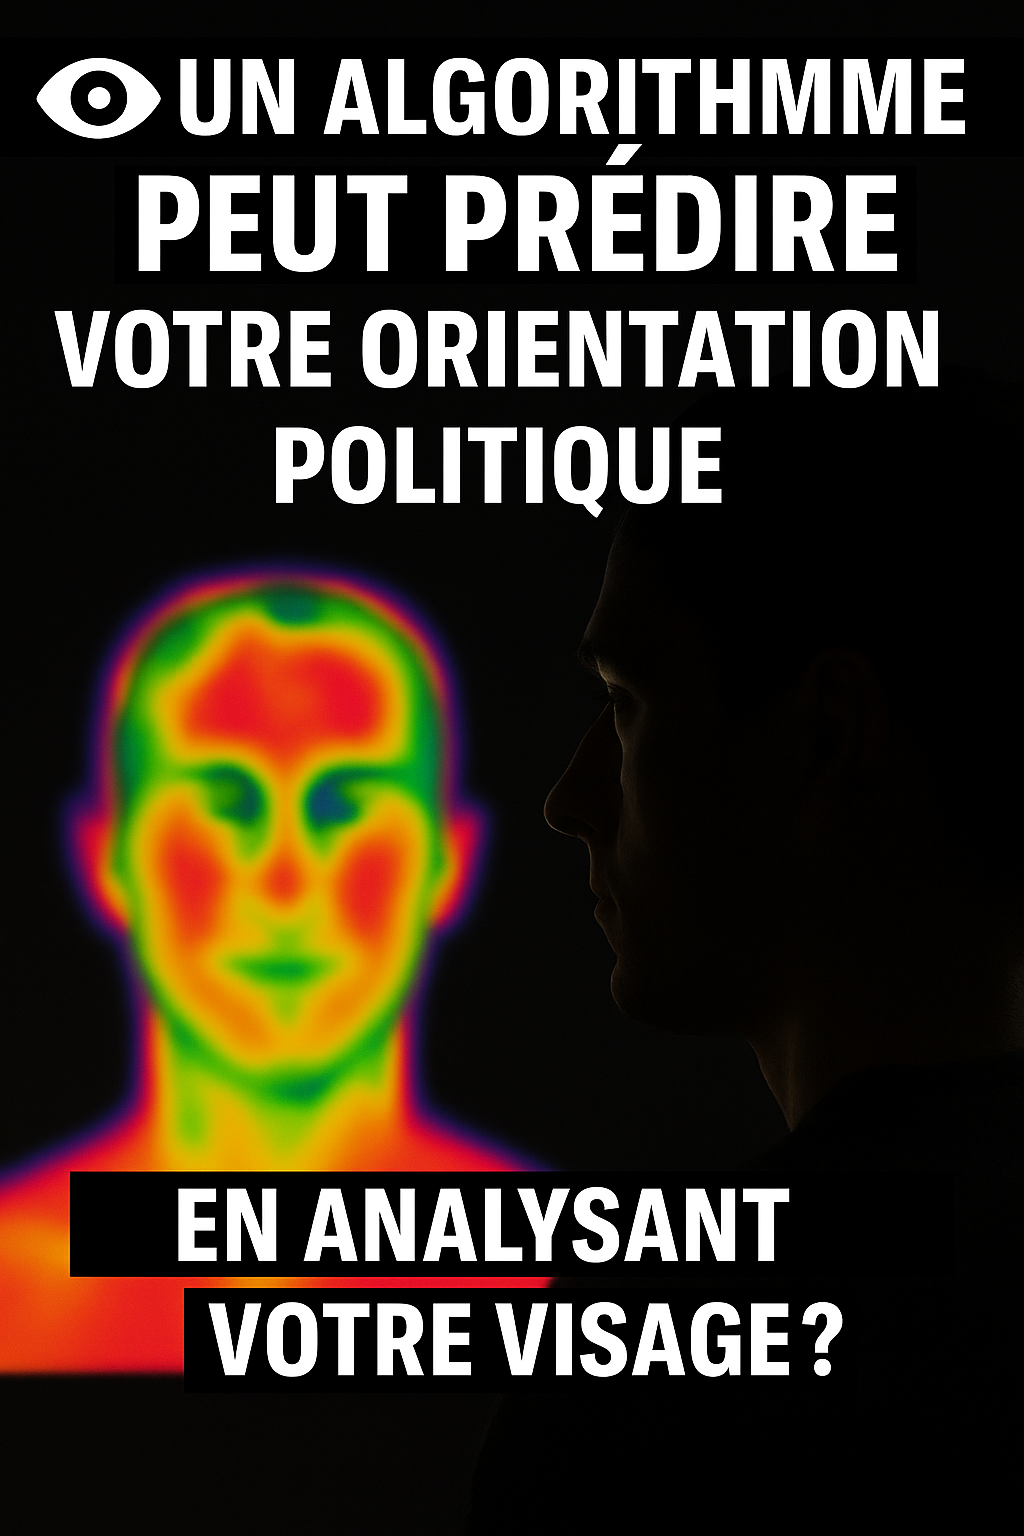 UN ALGORITHMME
PEUT PRÉDIRE
VOTRE ORIENTATION
POLITIQUE
EN ANALYSANT
VOTRE VISAGE?